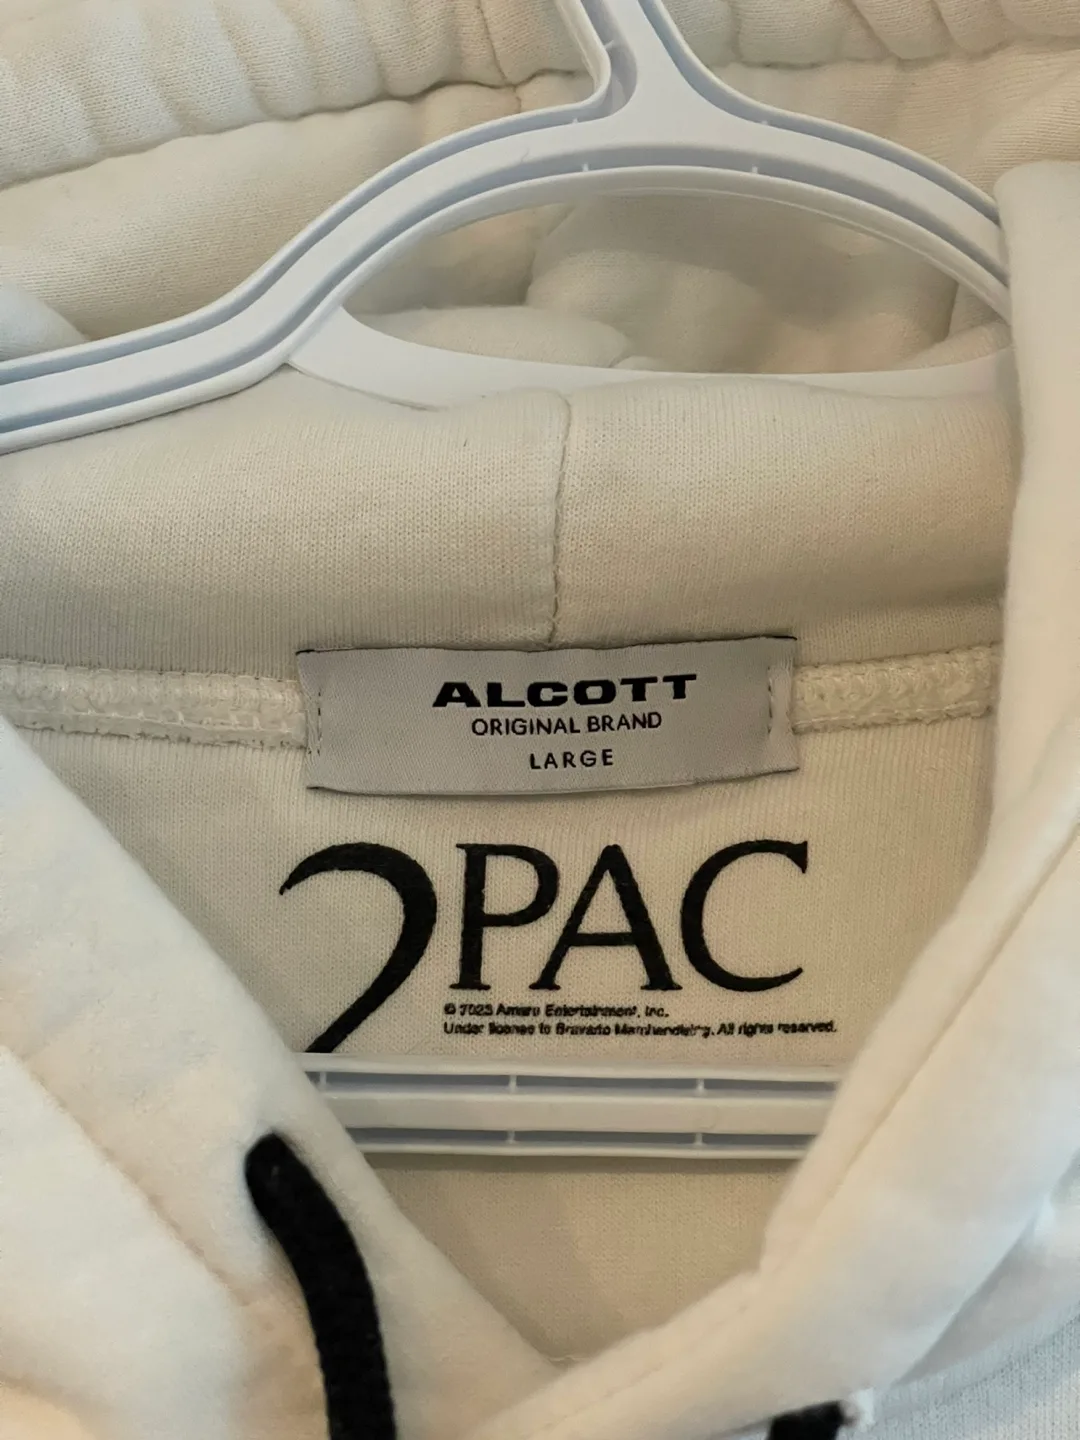 ALCOTT
ORIGINAL BRAND
LARGE
2PAC
© 2023 Amaru Entertainment, Inc.
Under license to Bravado Merchandising. All rights reserved.